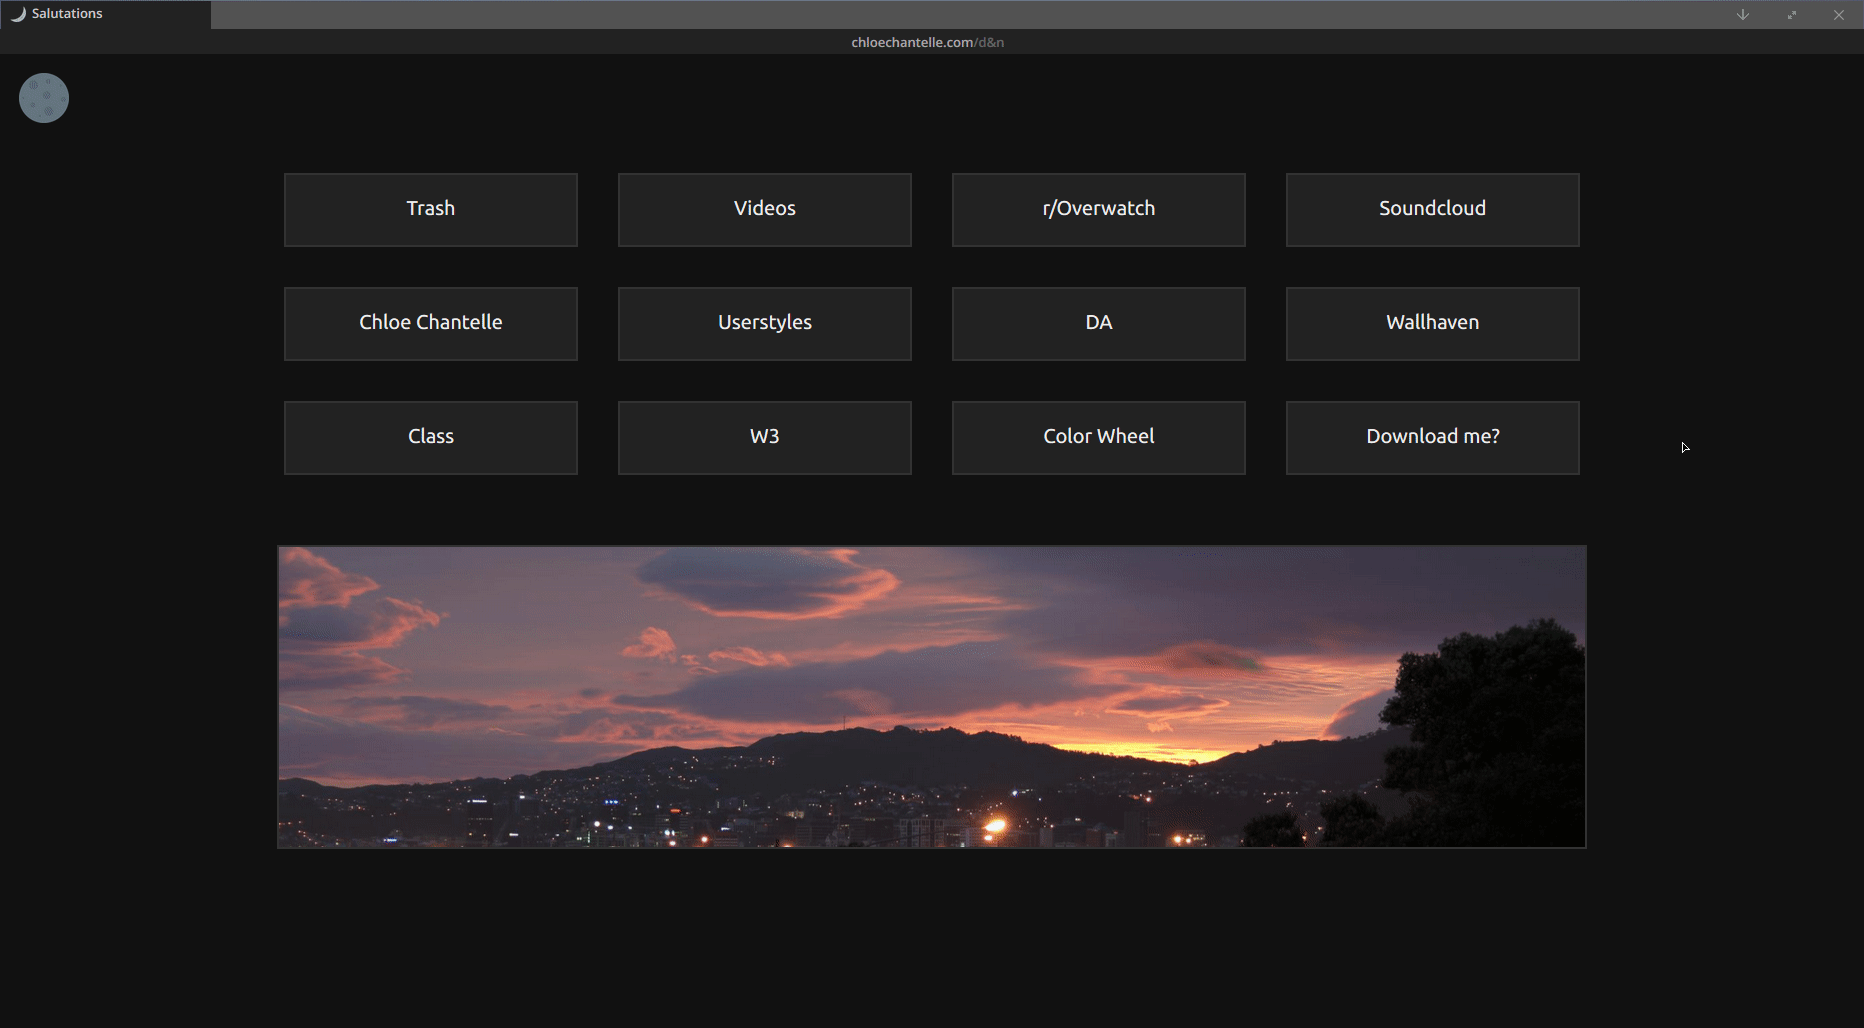 Salutations
chloechantelle.com/d&n
Trash
Videos
r/Overwatch
Soundcloud
Chloe Chantelle
Userstyles
DA
Wallhaven
Class
W3
Color Wheel
Download me?